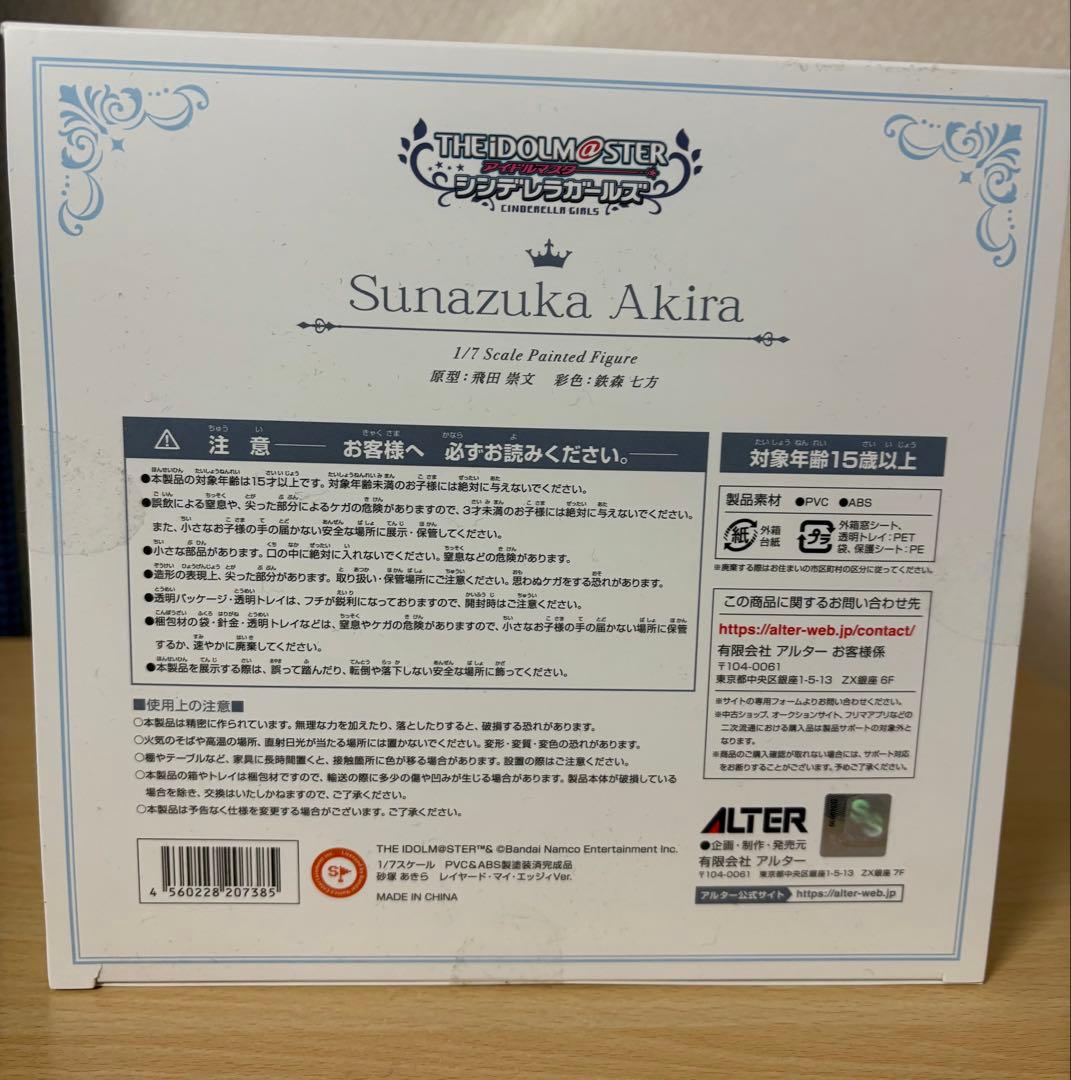 THE iDOLM@STER
アイドルマスター
シンデレラガールズ
CINDERELLA GIRLS
Sunazuka Akira
1/7 Scale Painted Figure
原型：飛田 崇文　彩色：鉄森 七方
注意 お客様へ 必ずお読みください。
●本製品の対象年齢は15才以上です。対象年齢未満のお子様には絶対に与えないでください。
●誤飲による窒息や、尖った部分によるケガの危険がありますので、3才未満のお子様には絶対に与えないでください。
また、小さなお子様の手の届かない安全な場所に展示・保管してください。
●小さな部品があります。口の中に絶対に入れないでください。窒息などの危険があります。
●造形の表現上、尖った部分があります。取り扱い・保管場所にご注意ください。思わぬケガをする恐れがあります。
●透明パッケージ・透明トレイは、フチが鋭利になっておりますので、開封時はご注意ください。
●梱包材の袋・針金・透明トレイなどは、窒息やケガの危険がありますので、小さなお子様の手の届かない場所に保管
するか、速やかに廃棄してください。
●本製品を展示する際は、誤って踏んだり、転倒や落下しない安全な場所に飾ってください。
■使用上の注意■
○本製品は精密に作られています。無理な力を加えたり、落としたりすると、破損する恐れがあります。
○火気のそばや高温の場所、直射日光が当たる場所には置かないでください。変形・変質・変色の恐れがあります。
○棚やテーブルなど、家具に長時間置くと、接触箇所に色が移る場合があります。設置の際はご注意ください。
○本製品の箱やトレイは梱包材ですので、輸送の際に多少の傷や凹みが生じる場合があります。製品本体が破損している
場合を除き、交換はいたしかねますので、ご了承ください。
○本製品は予告なく仕様を変更する場合がございます。ご了承ください。
対象年齢15歳以上
製品素材　●PVC　●ABS
紙 外箱
台紙
プラ 外箱窓シート、
透明トレイ：PET
袋、保護シート：PE
※廃棄する際はお住まいの市区町村の区分に従ってください。
この商品に関するお問い合わせ先
https://alter-web.jp/contact/
有限会社 アルター お客様係
〒104-0061
東京都中央区銀座1-5-13　ZX銀座 6F
※サイトの専用フォームよりお問い合わせください。
※中古ショップ、オークションサイト、フリマアプリなどの
二次流通における購入品は製品サポートの対象外と
なります。
※商品のご購入確認が取れない場合には、サポート対応
をお断りすることがございます。予めご了承ください。
ALTER
●企画・制作・発売元
有限会社 アルター
〒104-0061　東京都中央区銀座1-5-13　ZX銀座 7F
アルター公式サイト https://alter-web.jp
4 560228 207385
THE IDOLM@STER™& ©Bandai Namco Entertainment Inc.
1/7スケール　PVC&ABS製塗装済完成品
砂塚 あきら　レイヤード・マイ・エッジィVer.
MADE IN CHINA